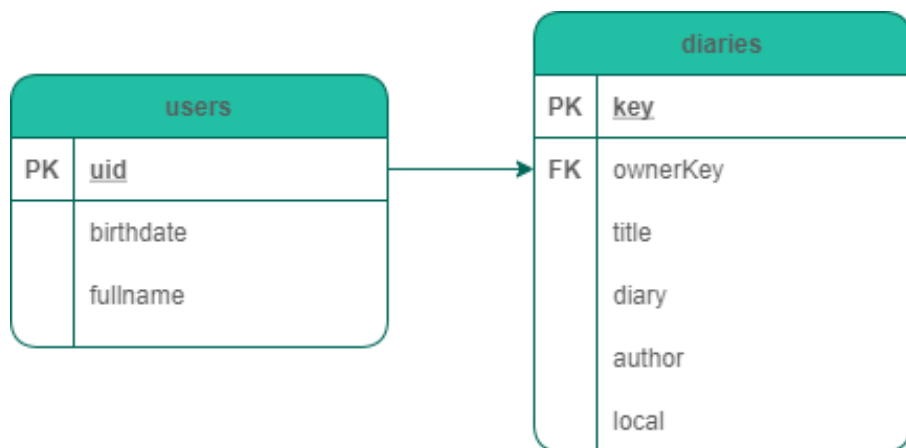 users
PK uid
birthdate
fullname
diaries
PK key
FK ownerKey
title
diary
author
local